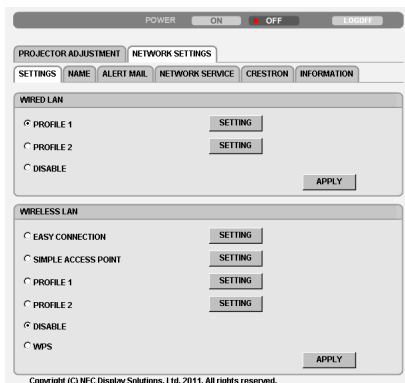 POWER ON OFF LOGOFF
PROJECTOR ADJUSTMENT NETWORK SETTINGS
SETTINGS NAME ALERT MAIL NETWORK SERVICE CRESTRON INFORMATION
WIRED LAN
PROFILE 1 SETTING
PROFILE 2 SETTING
DISABLE
APPLY
WIRELESS LAN
EASY CONNECTION SETTING
SIMPLE ACCESS POINT SETTING
PROFILE 1 SETTING
PROFILE 2 SETTING
DISABLE
WPS
APPLY
Copyright (C) NEC Display Solutions, Ltd. 2011. All rights reserved.